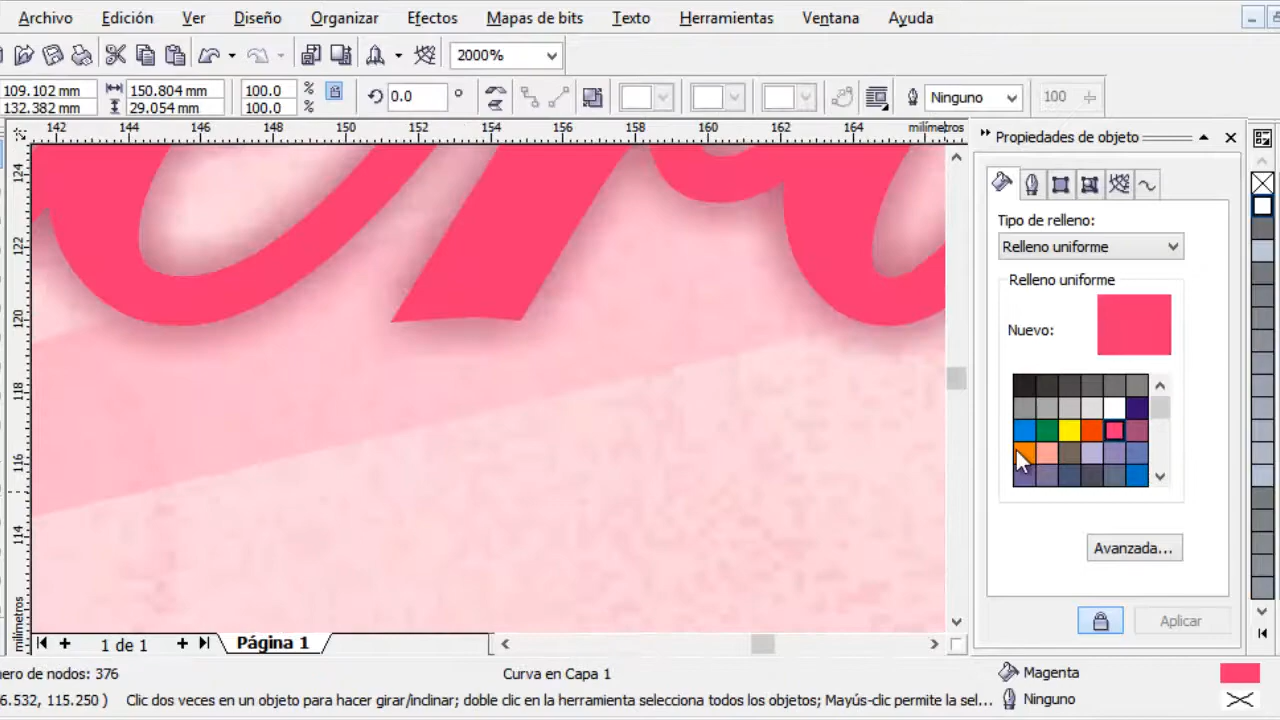 Archivo Edición Ver Diseño Organizar Efectos Mapas de bits Texto Herramientas Ventana Ayuda
2000%
109.102 mm 150.804 mm 100.0 %
132.382 mm 29.054 mm 100.0 %
0.0 °
Ninguno 100
142 144 146 148 150 152 154 156 158 160 162 164 milímetros
124
122
120
118
116
114
milímetros
Propiedades de objeto
Tipo de relleno:
Relleno uniforme
Relleno uniforme
Nuevo:
Avanzada...
Aplicar
1 de 1 Página 1
ero de nodos: 376 Curva en Capa 1 Magenta
6.532, 115.250 ) Clic dos veces en un objeto para hacer girar/inclinar; doble clic en la herramienta selecciona todos los objetos; Mayús-clic permite la sel... Ninguno